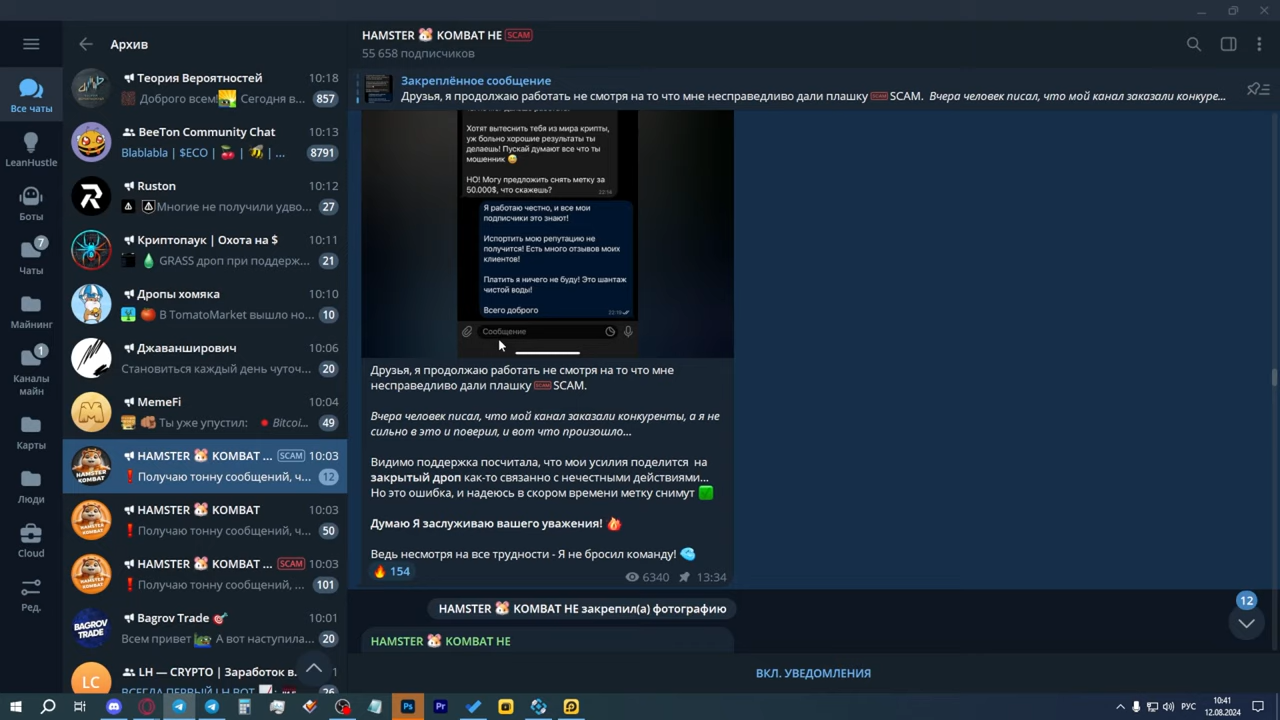 Архив
Все чаты
LeanHustle
Боты
7
Чаты
Майнинг
1
Каналы
майн
Карты
Люди
Cloud
Ред.
Теория Вероятностей 10:18
Доброго всем! Сегодня в... 857
BeeTon Community Chat 10:13
Blablabla | $ECO | ... 8791
Ruston 10:12
Многие не получили удво... 27
Криптопаук | Охота на $ 10:11
GRASS дроп при поддерж... 21
Дропы хомяка 10:10
В TomatoMarket вышло но... 10
Джаваншиrович 10:06
Становиться каждый день чуточ... 20
MemeFi 10:04
Ты уже упустил: Bitcoi... 49
HAMSTER 🐹 KOMBAT ... SCAM 10:03
❗ Получаю тонну сообщений, ч... 12
HAMSTER 🐹 KOMBAT 10:03
❗ Получаю тонну сообщений, ч... 50
HAMSTER 🐹 KOMBAT ... SCAM 10:03
❗ Получаю тонну сообщений, ... 101
Bagrov Trade 🎯 10:01
Всем привет А вот наступила... 20
LC
LH — CRYPTO | Заработок в.
ВСЕГДА ПЕРВЫЙ LH BOT
HAMSTER 🐹 KOMBAT НЕ SCAM
55 658 подписчиков
Закреплённое сообщение
Друзья, я продолжаю работать не смотря на то что мне несправедливо дали плашку SCAM. Вчера человек писал, что мой канал заказали конкуре...
Хотят вытеснить тебя из мира крипты,
уж больно хорошие результаты ты
делаешь! Пускай думают все что ты
мошенник 😅
НО! Могу предложить снять метку за
50.000$, что скажешь?
23:14
Я работаю честно, и все мои
подписчики это знают!
Испортить мою репутацию не
получится! Есть много отзывов моих
клиентов!
Платить я ничего не буду! Это шантаж
чистой воды!
Всего доброго
Сообщение
Друзья, я продолжаю работать не смотря на то что мне
несправедливо дали плашку SCAM.
Вчера человек писал, что мой канал заказали конкуренты, а я не
сильно в это и поверил, и вот что произошло...
Видимо поддержка посчитала, что мои усилия поделится на
закрытый дроп как-то связанно с нечестными действиями...
Но это ошибка, и надеюсь в скором времени метку снимут
Думаю Я заслуживаю вашего уважения! 🔥
Ведь несмотря на все трудности - Я не бросил команду! 🌊
🔥 154
6340 13:34
HAMSTER 🐹 KOMBAT НЕ закрепил(а) фотографию
HAMSTER 🐹 KOMBAT НЕ
12
ВКЛ. УВЕДОМЛЕНИЯ
Ps
Pr
РУС
10:41
12.08.2024